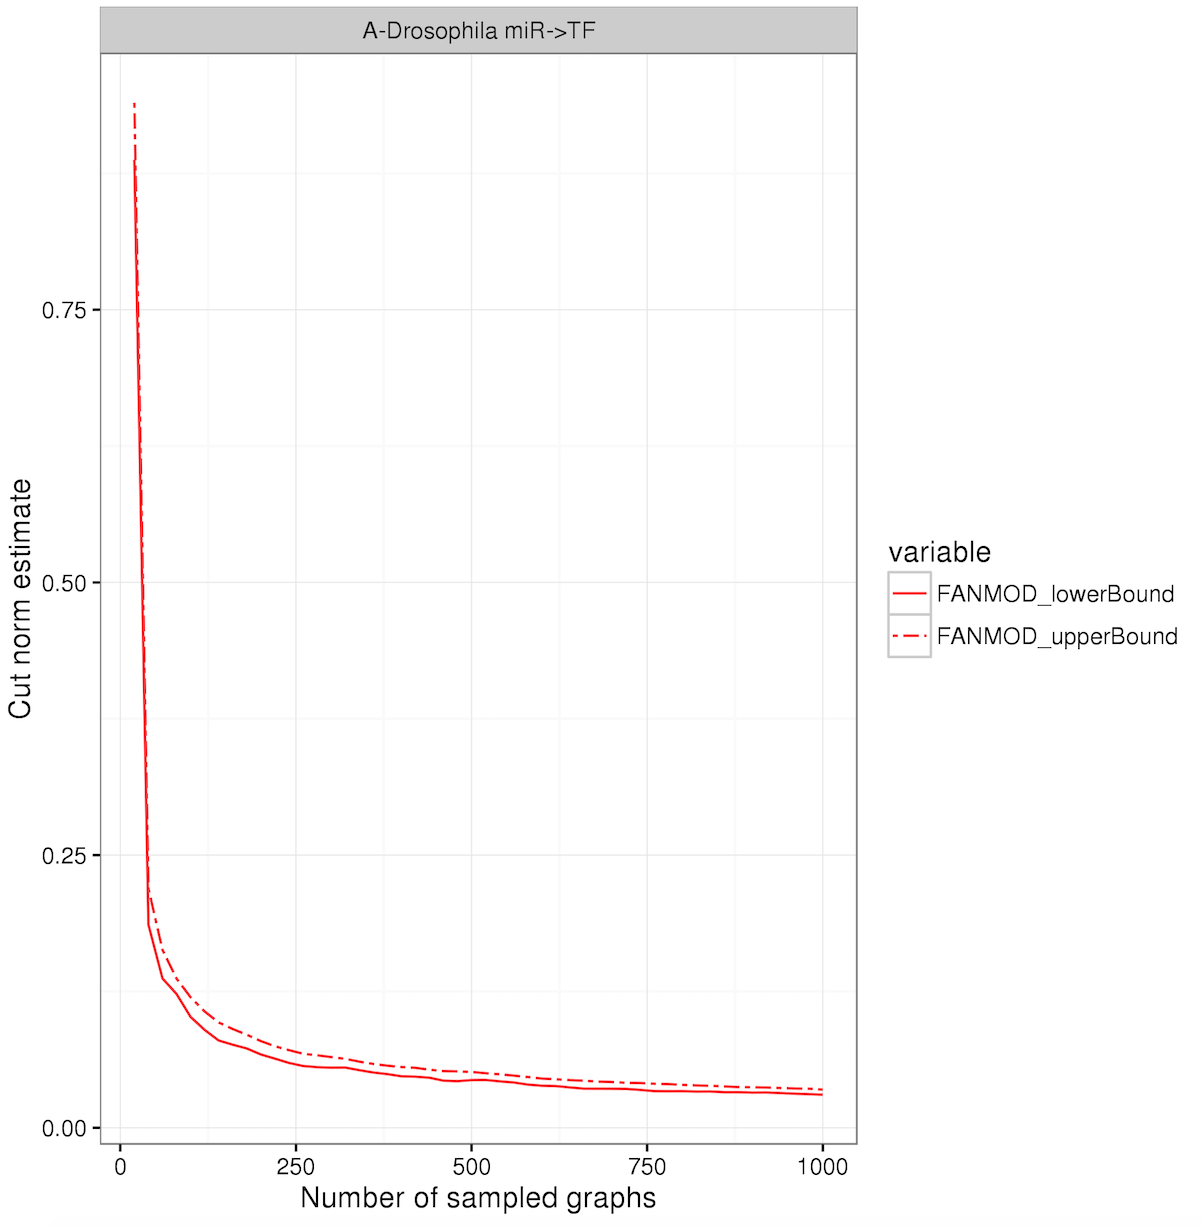 A-Drosophila miR->TF
Cut norm estimate
0.75
0.50
0.25
0.00
0 250 500 750 1000
Number of sampled graphs
variable
FANMOD_lowerBound
FANMOD_upperBound